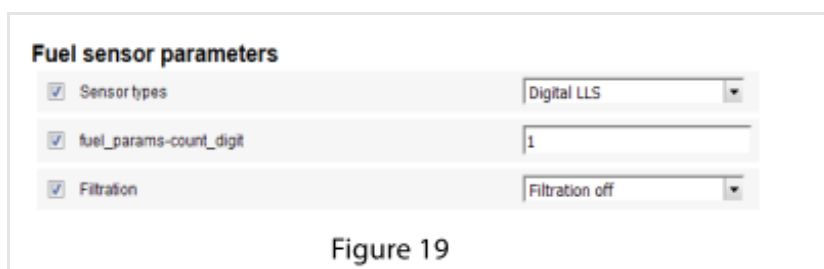 Fuel sensor parameters
Sensor types Digital LLS
fuel_params-count_digit 1
Filtration Filtration off
Figure 19